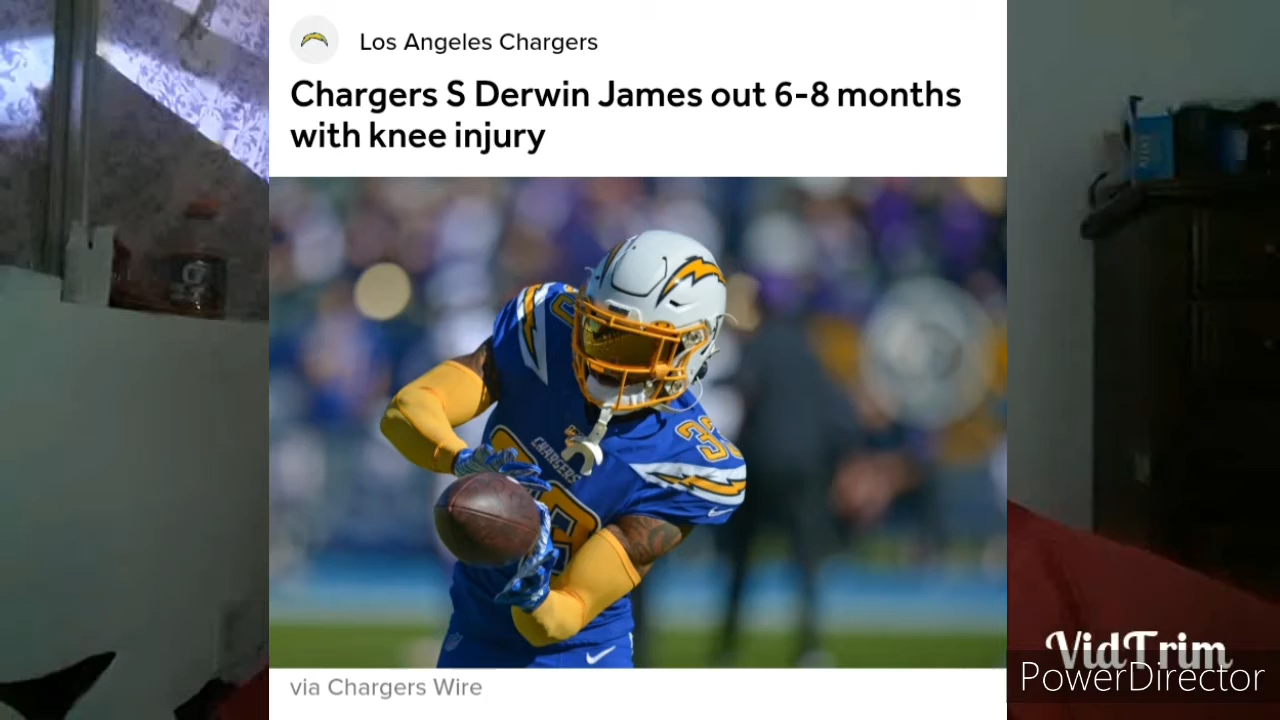 Los Angeles Chargers
Chargers S Derwin James out 6-8 months
with knee injury
CHARGERS
33
via Chargers Wire
VidTrim
PowerDirector